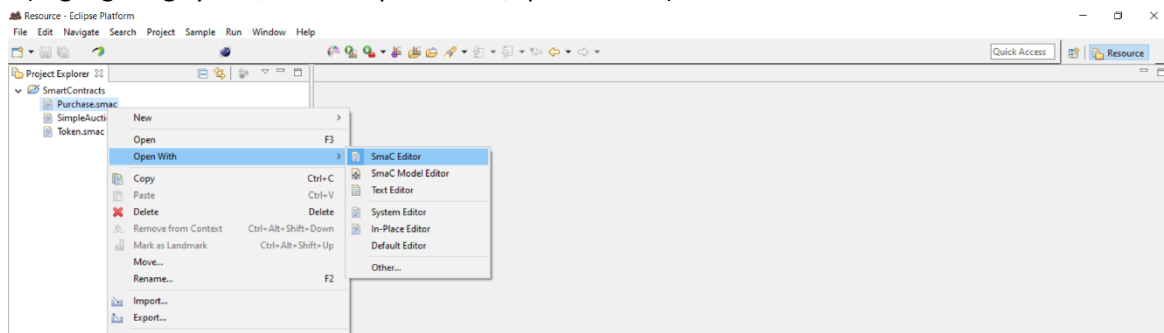 Resource - Eclipse Platform
File Edit Navigate Search Project Sample Run Window Help
Quick Access
Resource
Project Explorer
SmartContracts
Purchase.smac
SimpleAucti
Token.smac
New
Open F3
Open With
Copy Ctrl+C
Paste Ctrl+V
Delete Delete
Remove from Context Ctrl+Alt+Shift+Down
Mark as Landmark Ctrl+Alt+Shift+Up
Move...
Rename... F2
Import...
Export...
SmaC Editor
SmaC Model Editor
Text Editor
System Editor
In-Place Editor
Default Editor
Other...